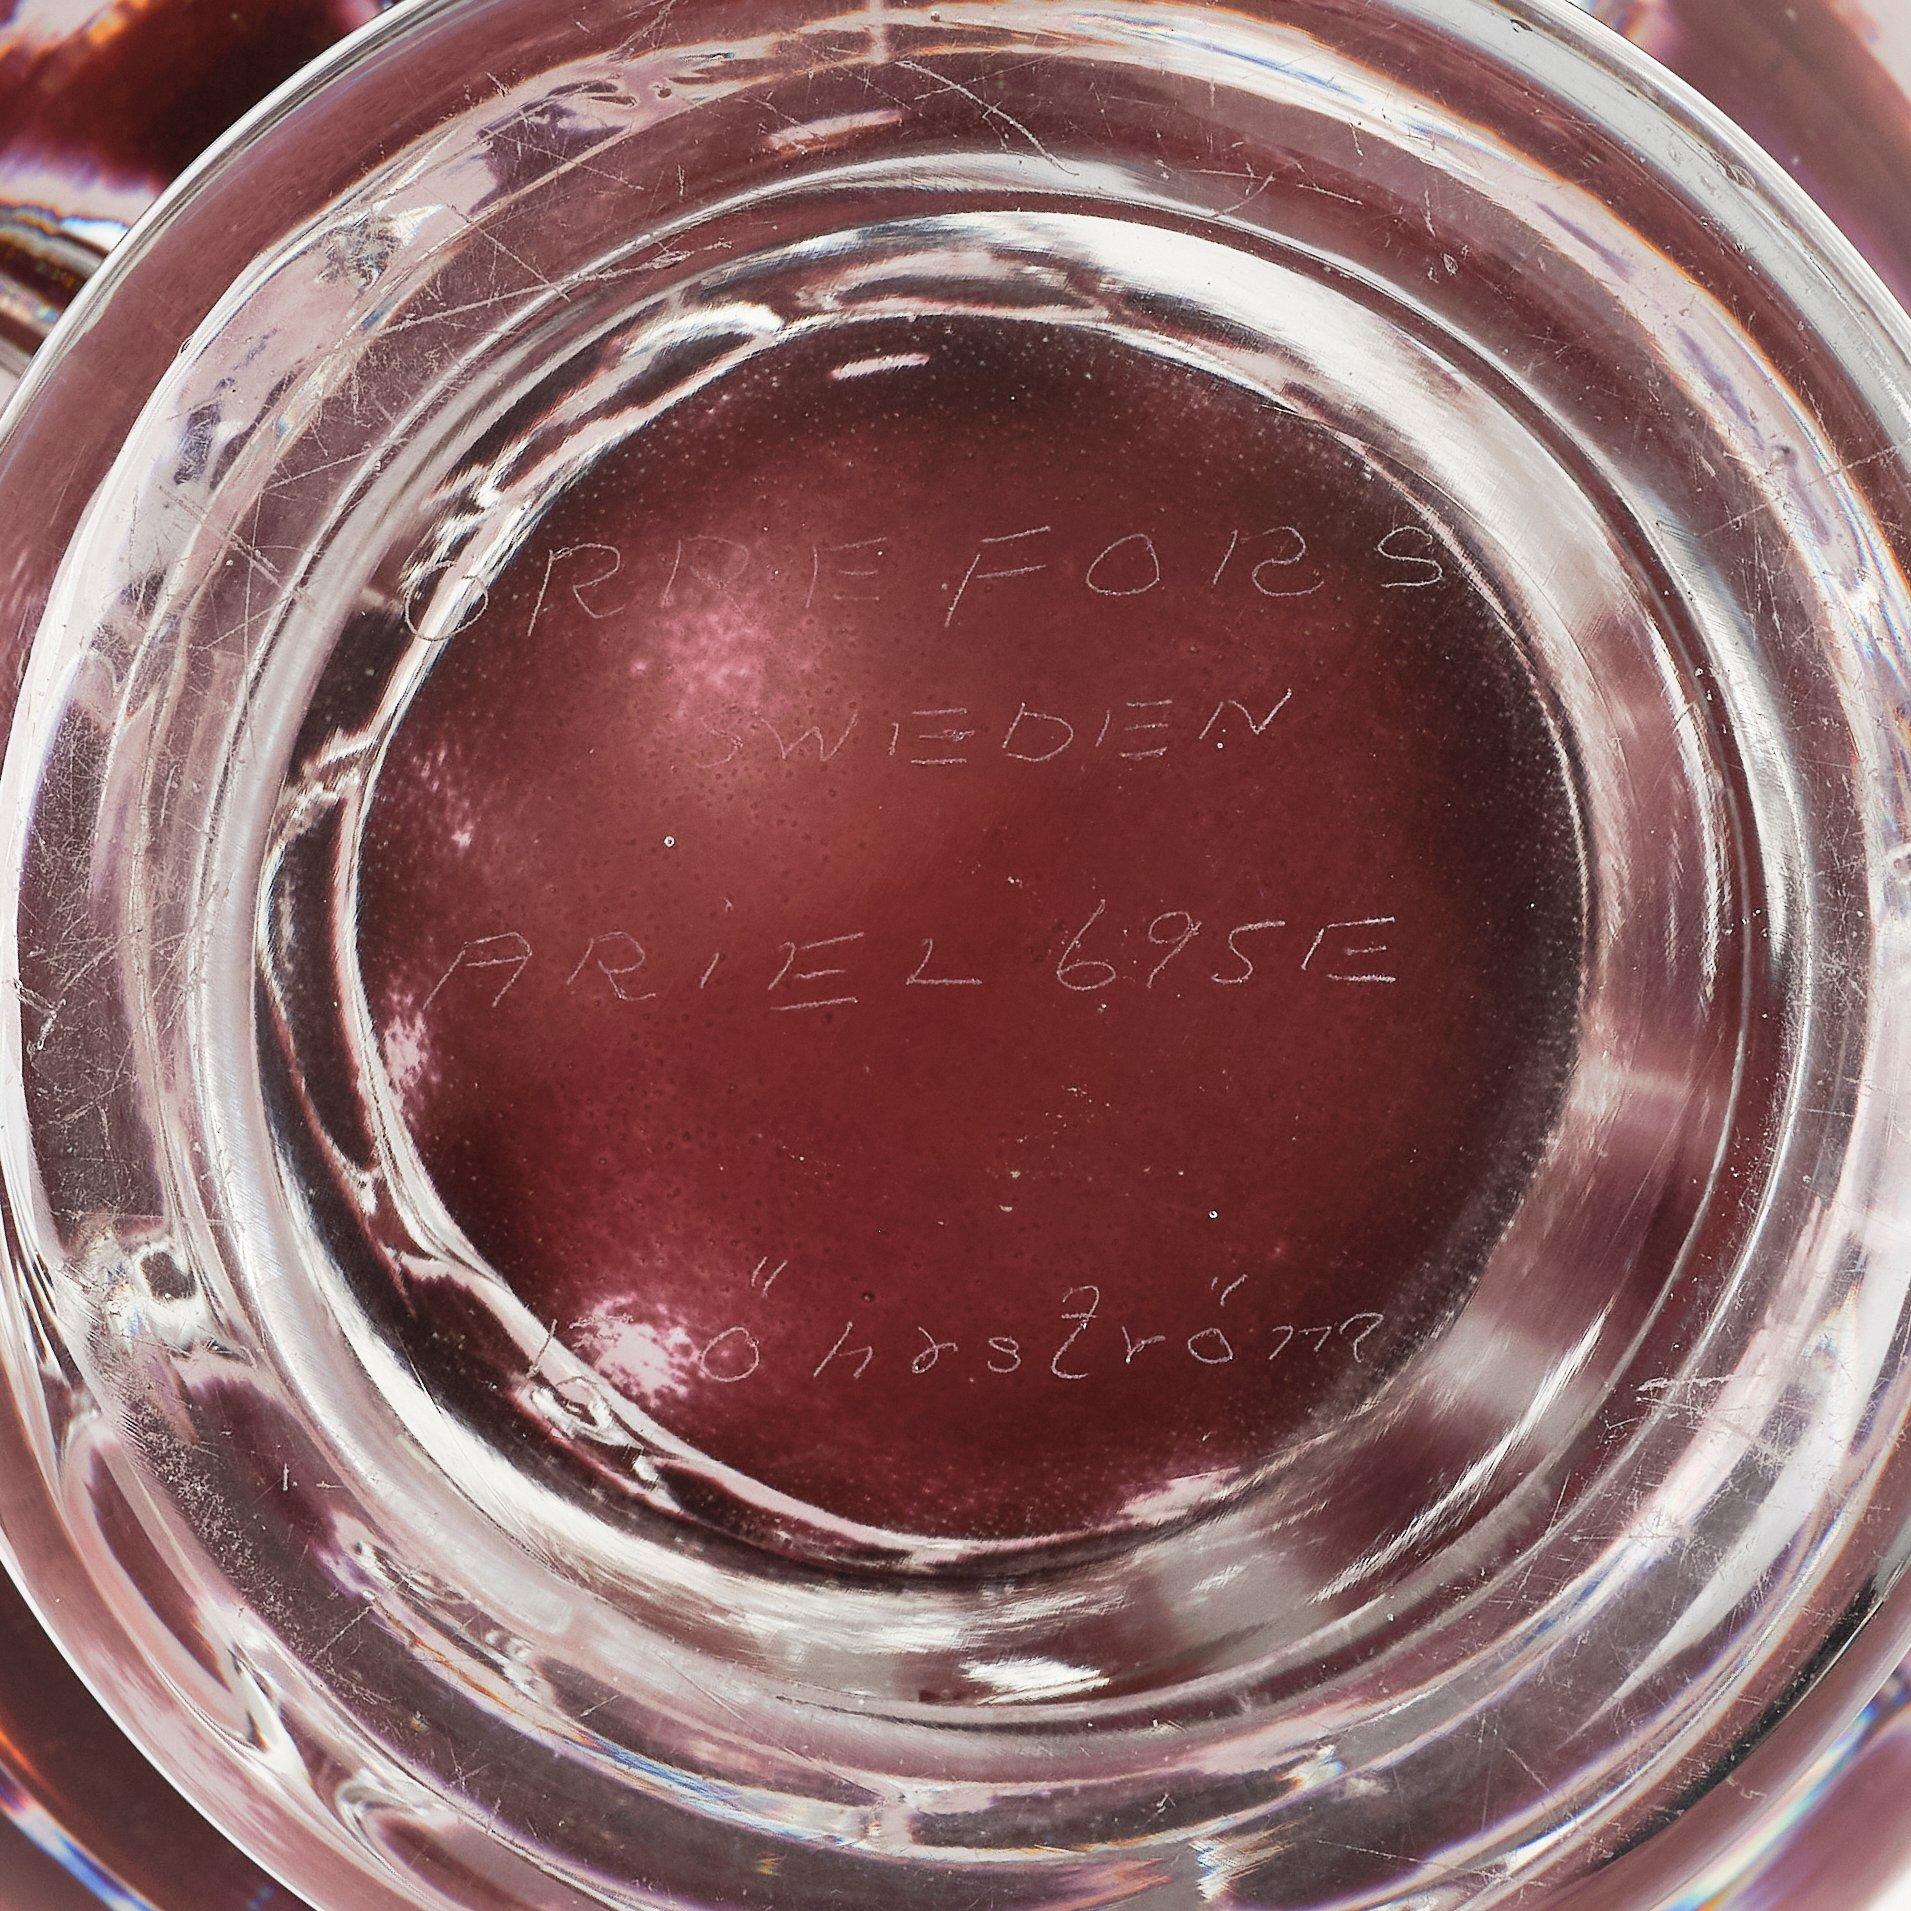 ORREFORS
SWEDEN
ARiEL 695E
Öhrström